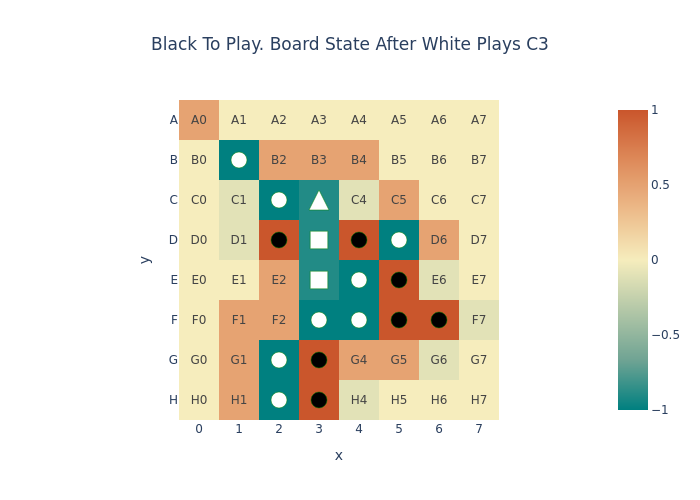 Black To Play. Board State After White Plays C3
A A0 A1 A2 A3 A4 A5 A6 A7
B B0 B2 B3 B4 B5 B6 B7
C C0 C1 C4 C5 C6 C7
D D0 D1 D6 D7
E E0 E1 E2 E6 E7
F F0 F1 F2 F7
G G0 G1 G4 G5 G6 G7
H H0 H1 H4 H5 H6 H7
0 1 2 3 4 5 6 7
x
y
1
0.5
0
−0.5
−1